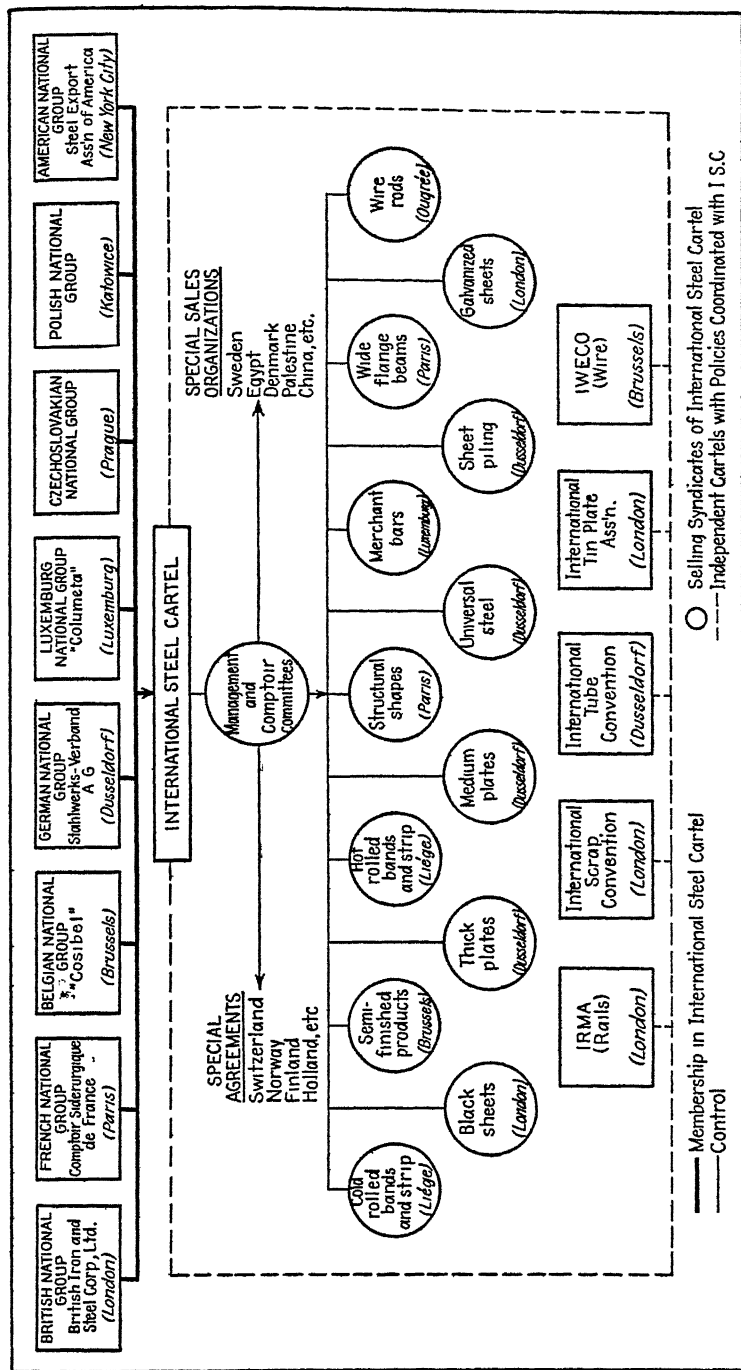 BRITISH NATIONAL
GROUP
British Iron and
Steel Corp, Ltd.
(London)
FRENCH NATIONAL
GROUP
Comptoir Sidérurgique
de France
(Paris)
BELGIAN NATIONAL
GROUP
"Cosibel"
(Brussels)
GERMAN NATIONAL
GROUP
Stahlwerks-Verband
A G
(Dusseldorf)
LUXEMBURG
NATIONAL GROUP
"Columeta"
(Luxemburg)
CZECHOSLOVAKIAN
NATIONAL GROUP
(Prague)
POLISH NATIONAL
GROUP
(Katowice)
AMERICAN NATIONAL
GROUP
Steel Export
Ass'n of America
(New York City)
INTERNATIONAL STEEL CARTEL
Management
and
Comptoir
committees
SPECIAL
AGREEMENTS
Switzerland
Norway
Finland
Holland, etc
SPECIAL SALES
ORGANIZATIONS
Sweden
Egypt
Denmark
Palestine
China, etc.
Cold
rolled
bands
and strip
(Liége)
Black
sheets
(London)
Semi-
finished
products
(Brussels)
Thick
plates
(Dusseldorf)
Hot
rolled bands
and strip
(Liége)
Medium
plates
(Dusseldorf)
Structural
shapes
(Paris)
Universal
steel
(Dusseldorf)
Merchant
bars
(Luxemburg)
Sheet
piling
(Dusseldorf)
Wide
flange
beams
(Paris)
Galvanized
sheets
(London)
Wire
rods
(Ougrée)
IRMA
(Rails)
(London)
International
Scrap
Convention
(London)
International
Tube
Convention
(Dusseldorf)
International
Tin Plate
Ass'n.
(London)
IWECO
(Wire)
(Brussels)
Membership in International Steel Cartel
Control
Selling Syndicates of International Steel Cartel
Independent Cartels with Policies Coordinated with I S.C